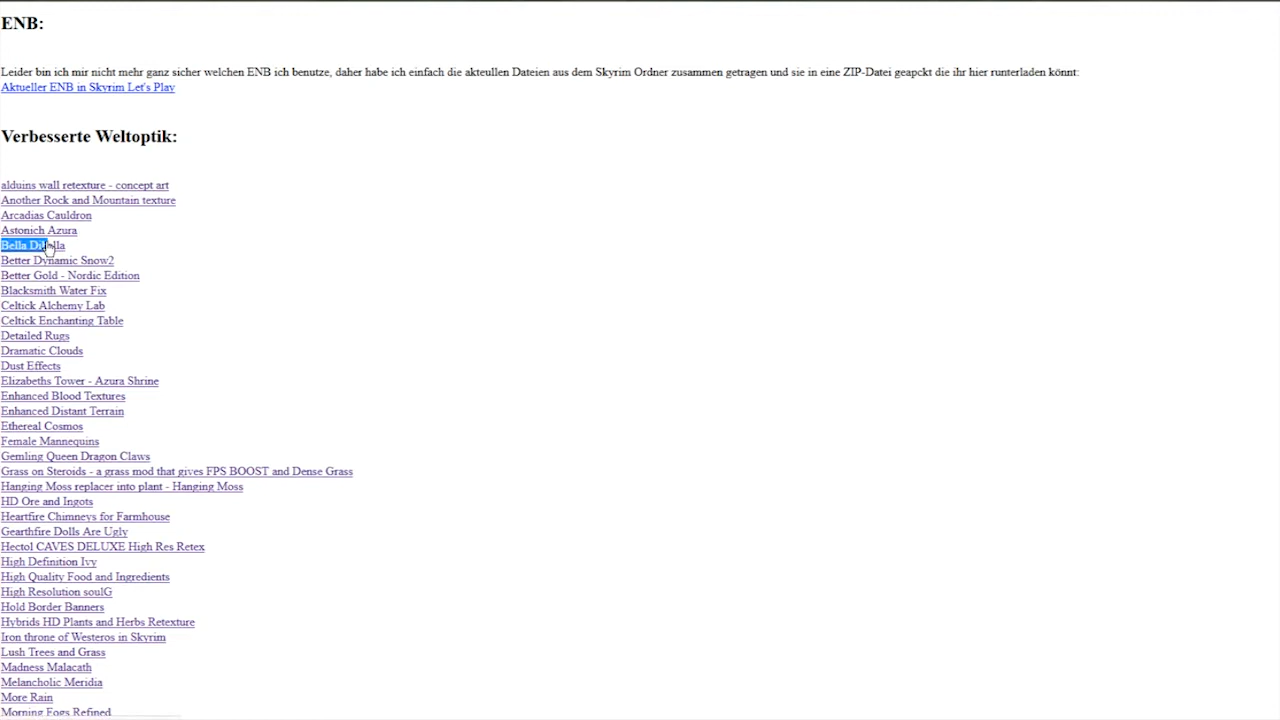 ENB:
Leider bin ich mir nicht mehr ganz sicher welchen ENB ich benutze, daher habe ich einfach die akteullen Dateien aus dem Skyrim Ordner zusammen getragen und sie in eine ZIP-Datei geapckt die ihr hier runterladen könnt:
Aktueller ENB in Skyrim Let's Play
Verbesserte Weltoptik:
alduins wall retexture - concept art
Another Rock and Mountain texture
Arcadias Cauldron
Astonich Azura
Bella Dibella
Better Dynamic Snow2
Better Gold - Nordic Edition
Blacksmith Water Fix
Celtick Alchemy Lab
Celtick Enchanting Table
Detailed Rugs
Dramatic Clouds
Dust Effects
Elizabeths Tower - Azura Shrine
Enhanced Blood Textures
Enhanced Distant Terrain
Ethereal Cosmos
Female Mannequins
Gemling Queen Dragon Claws
Grass on Steroids - a grass mod that gives FPS BOOST and Dense Grass
Hanging Moss replacer into plant - Hanging Moss
HD Ore and Ingots
Heartfire Chimneys for Farmhouse
Gearthfire Dolls Are Ugly
Hectol CAVES DELUXE High Res Retex
High Definition Ivy
High Quality Food and Ingredients
High Resolution soulG
Hold Border Banners
Hybrids HD Plants and Herbs Retexture
Iron throne of Westeros in Skyrim
Lush Trees and Grass
Madness Malacath
Melancholic Meridia
More Rain
Morning Fogs Refined